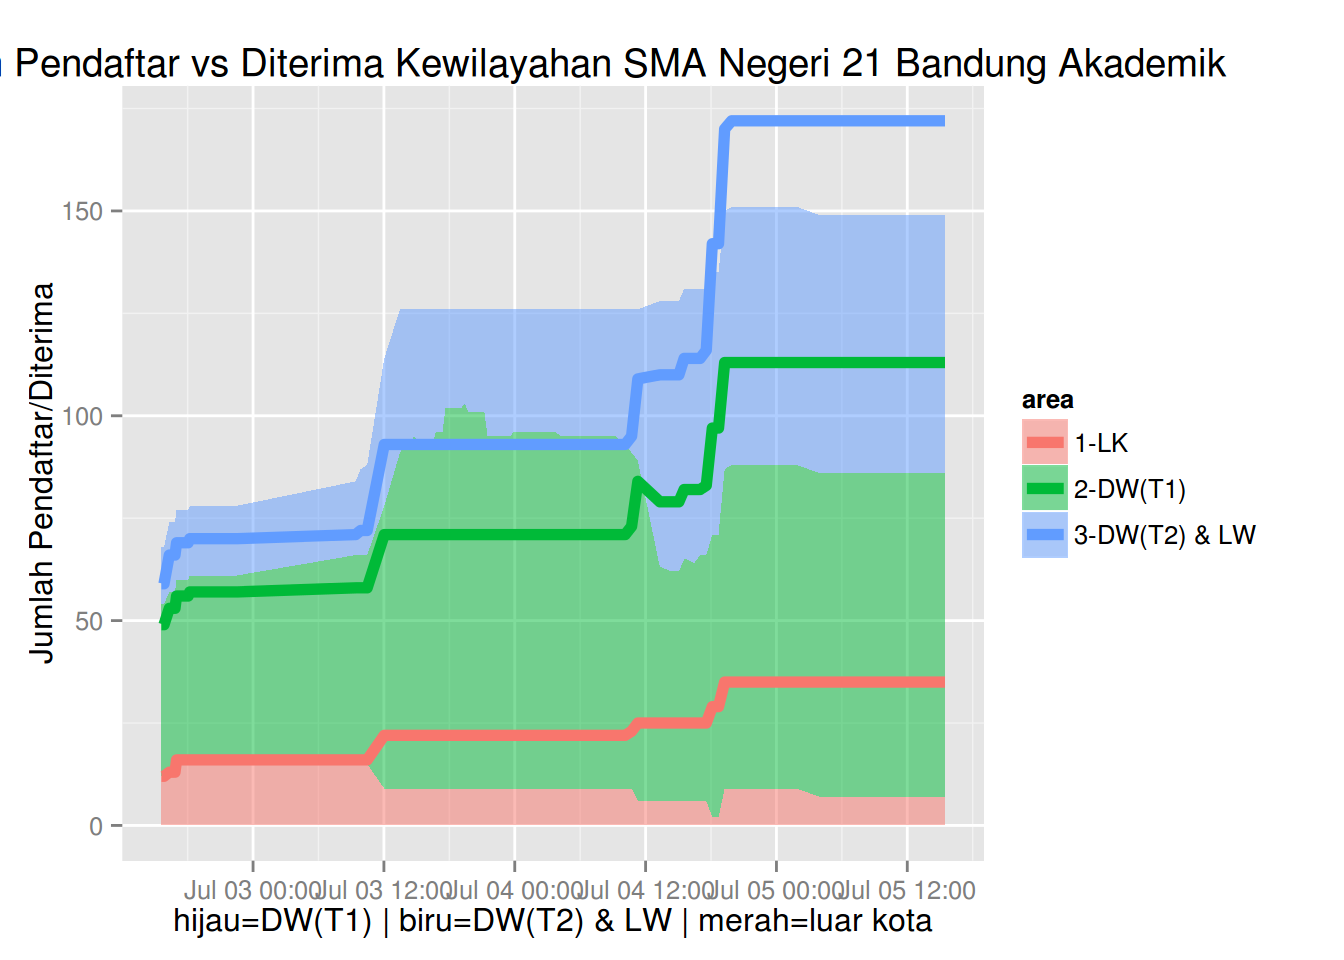 Pendaftar vs Diterima Kewilayahan SMA Negeri 21 Bandung Akademik
Jumlah Pendaftar/Diterima
150
100
50
0
Jul 03 00:00
Jul 03 12:00
Jul 04 00:00
Jul 04 12:00
Jul 05 00:00
Jul 05 12:00
hijau=DW(T1) | biru=DW(T2) & LW | merah=luar kota
area
1-LK
2-DW(T1)
3-DW(T2) & LW